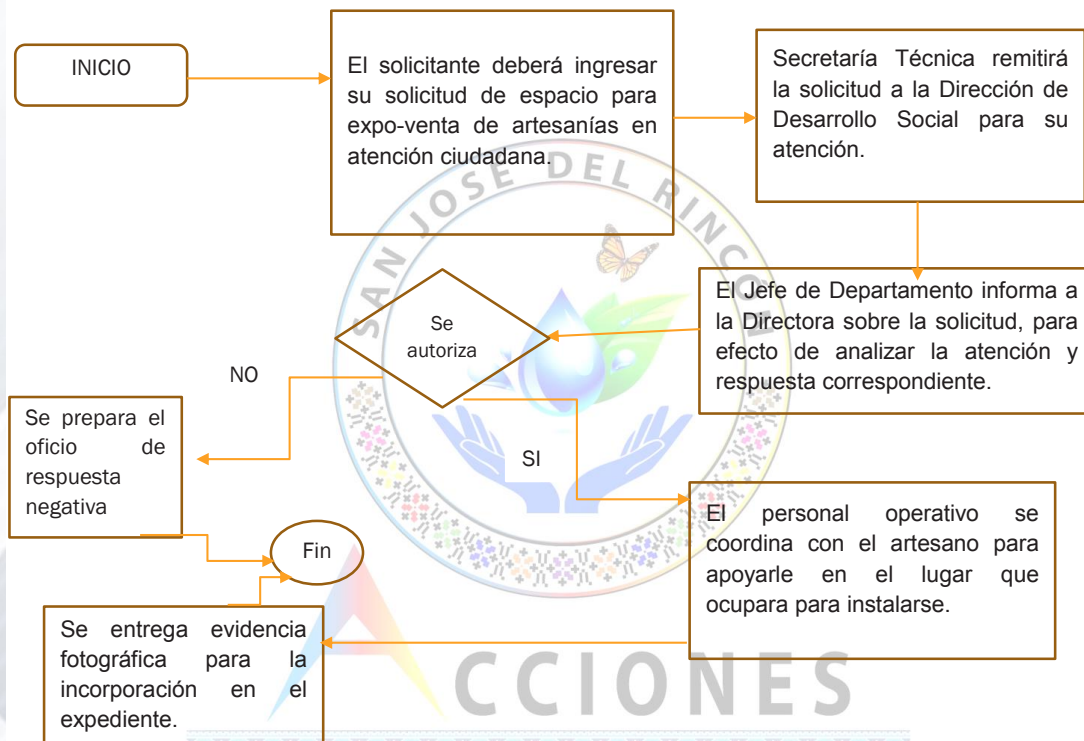 INICIO
El solicitante deberá ingresar
su solicitud de espacio para
expo-venta de artesanías en
atención ciudadana.
Secretaría Técnica remitirá
la solicitud a la Dirección de
Desarrollo Social para su
atención.
El Jefe de Departamento informa a
la Directora sobre la solicitud, para
efecto de analizar la atención y
respuesta correspondiente.
Se
autoriza
NO
Se prepara el
oficio de
respuesta
negativa
SI
El personal operativo se
coordina con el artesano para
apoyarle en el lugar que
ocupara para instalarse.
Se entrega evidencia
fotográfica para la
incorporación en el
expediente.
Fin
SAN JOSE DEL RINCON
ACCIONES